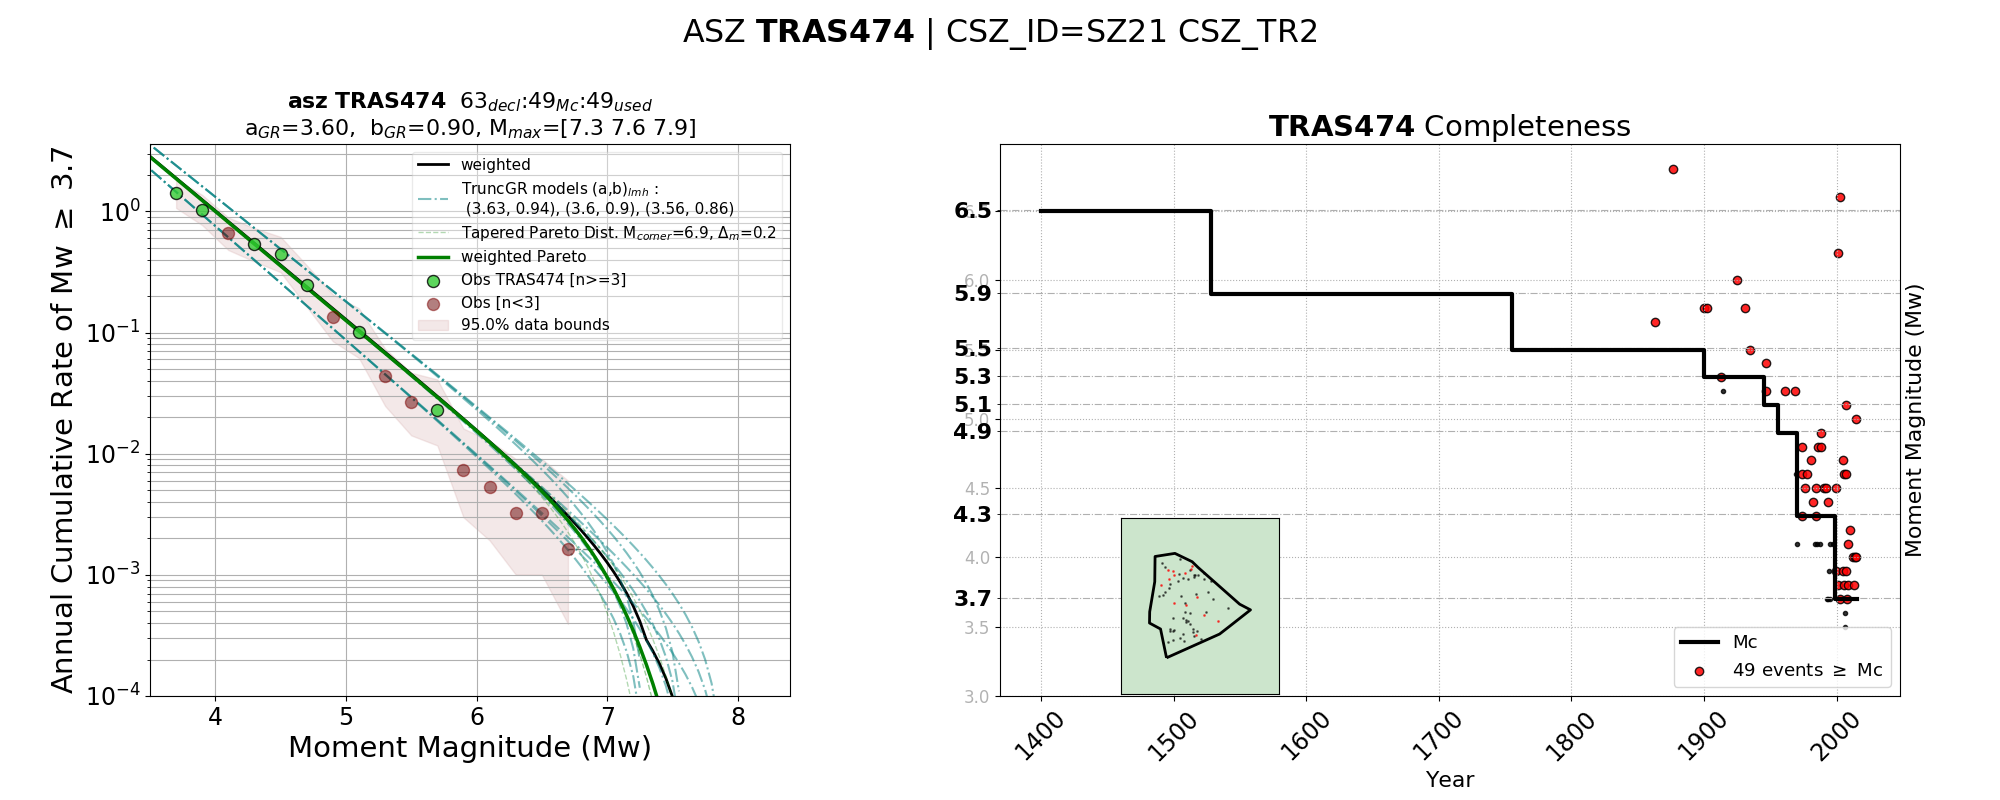 ASZ TRAS474 | CSZ_ID=SZ21 CSZ_TR2
asz TRAS474 63decl:49Mc:49used
aGR=3.60, bGR=0.90, Mmax=[7.3 7.6 7.9]
Annual Cumulative Rate of Mw ≥ 3.7
10^0
10^-1
10^-2
10^-3
10^-4
weighted
TruncGR models (a,b)lmh :
(3.63, 0.94), (3.6, 0.9), (3.56, 0.86)
Tapered Pareto Dist. Mcorner=6.9, Δm=0.2
weighted Pareto
Obs TRAS474 [n>=3]
Obs [n<3]
95.0% data bounds
4 5 6 7 8
Moment Magnitude (Mw)
TRAS474 Completeness
6.5
6.0
5.9
5.5
5.3
5.1
5.0
4.9
4.5
4.3
4.0
3.7
3.5
3.0
Moment Magnitude (Mw)
Mc
49 events ≥ Mc
1400 1500 1600 1700 1800 1900 2000
Year